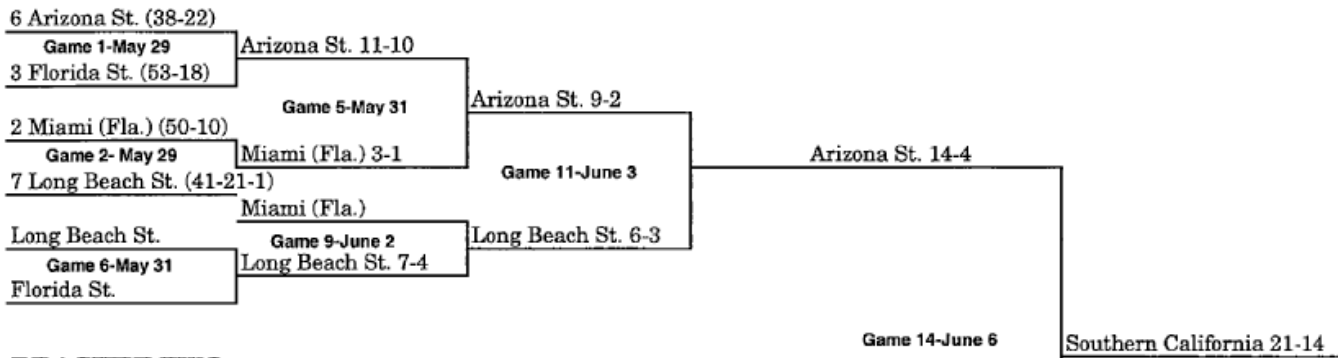 6 Arizona St. (38-22)
Game 1-May 29
Arizona St. 11-10
3 Florida St. (53-18)
Game 5-May 31
Arizona St. 9-2
2 Miami (Fla.) (50-10)
Game 2- May 29
Miami (Fla.) 3-1
7 Long Beach St. (41-21-1)
Game 11-June 3
Arizona St. 14-4
Miami (Fla.)
Long Beach St.
Game 9-June 2
Long Beach St. 6-3
Game 6-May 31
Long Beach St. 7-4
Florida St.
Game 14-June 6
Southern California 21-14